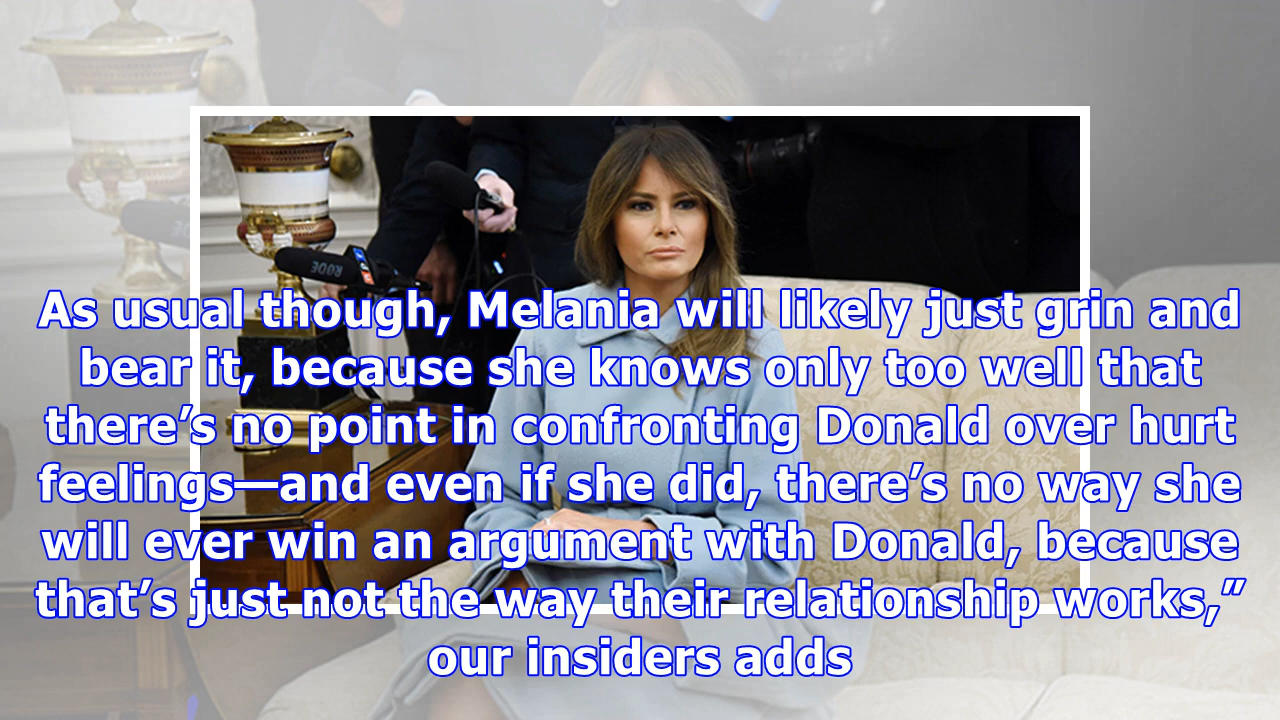 RODE
As usual though, Melania will likely just grin and
bear it, because she knows only too well that
there’s no point in confronting Donald over hurt
feelings—and even if she did, there’s no way she
will ever win an argument with Donald, because
that’s just not the way their relationship works,”
our insiders adds